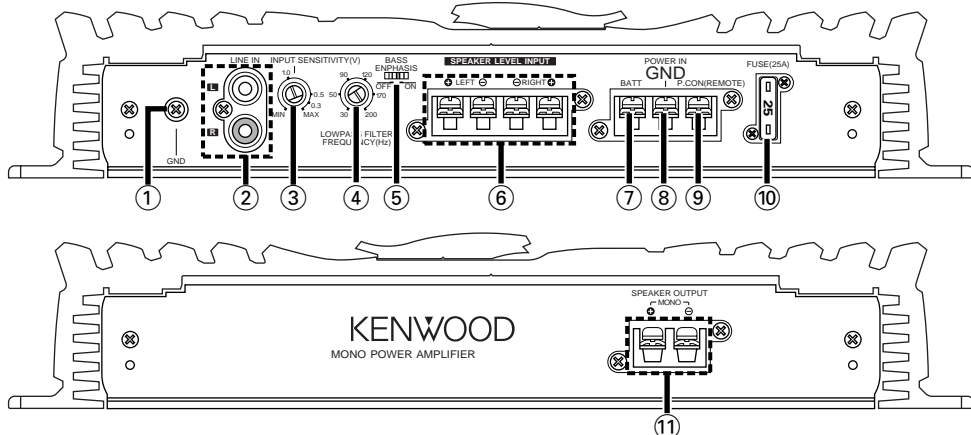 LINE IN
L
R
GND
INPUT SENSITIVITY(V)
1.0
0.5
0.3
MIN
MAX
90
120
50
170
30
200
LOWPASS FILTER
FREQUENCY(Hz)
BASS
ENPHASIS
OFF
ON
SPEAKER LEVEL INPUT
⊕ LEFT ⊖
⊖ RIGHT ⊕
POWER IN
BATT
GND
P.CON(REMOTE)
FUSE(25A)
25
① ② ③ ④ ⑤ ⑥ ⑦ ⑧ ⑨ ⑩
KENWOOD
MONO POWER AMPLIFIER
SPEAKER OUTPUT
MONO
⊕ ⊖
⑪